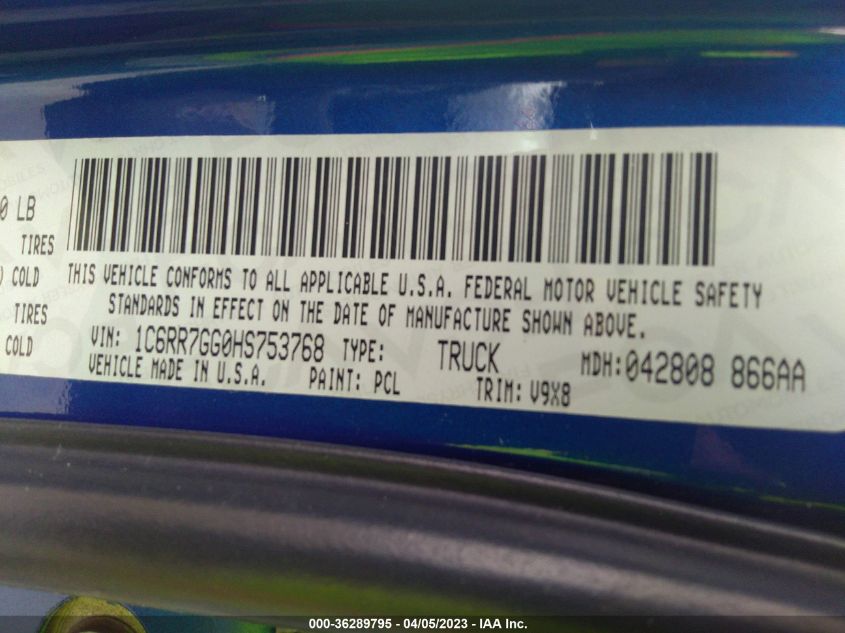 0 LB
TIRES
) COLD
TIRES
COLD
THIS VEHICLE CONFORMS TO ALL APPLICABLE U.S.A. FEDERAL MOTOR VEHICLE SAFETY
STANDARDS IN EFFECT ON THE DATE OF MANUFACTURE SHOWN ABOVE.
VIN: 1C6RR7GG0HS753768 TYPE: TRUCK MDH:042808 866AA
VEHICLE MADE IN U.S.A. PAINT: PCL TRIM: V9X8
000-36289795 - 04/05/2023 - IAA Inc.